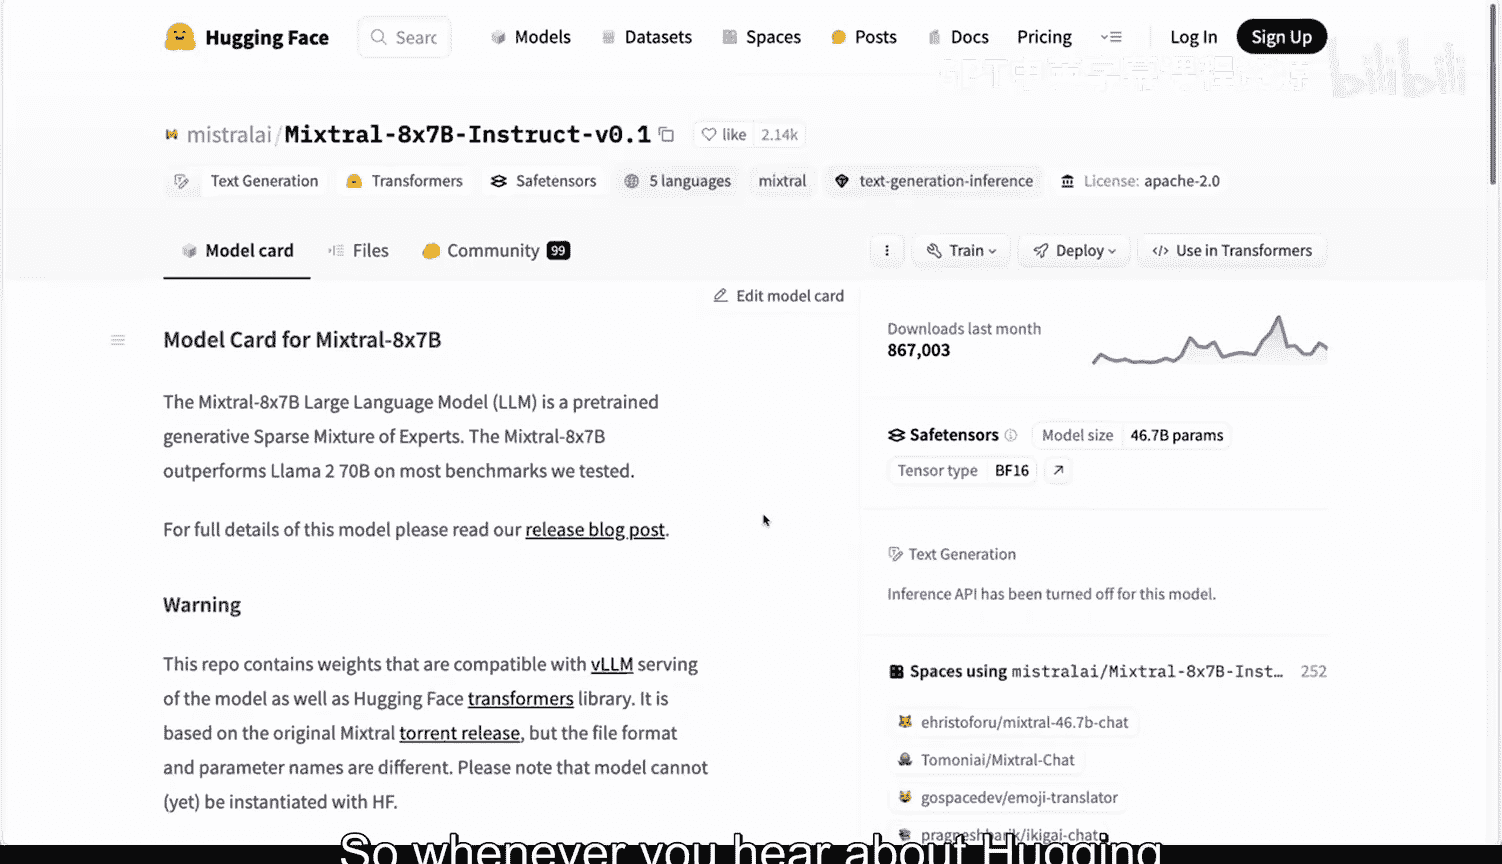 Hugging Face
Searc
Models
Datasets
Spaces
Posts
Docs
Pricing
Log In
Sign Up
bilibili
mistralai/Mixtral-8x7B-Instruct-v0.1
like 2.14k
Text Generation
Transformers
Safetensors
5 languages
mixtral
text-generation-inference
License: apache-2.0
Model card
Files
Community 99
Train
Deploy
</> Use in Transformers
Edit model card
Model Card for Mixtral-8x7B
The Mixtral-8x7B Large Language Model (LLM) is a pretrained
generative Sparse Mixture of Experts. The Mixtral-8x7B
outperforms Llama 2 70B on most benchmarks we tested.
For full details of this model please read our release blog post.
Warning
This repo contains weights that are compatible with vLLM serving
of the model as well as Hugging Face transformers library. It is
based on the original Mixtral torrent release, but the file format
and parameter names are different. Please note that model cannot
(yet) be instantiated with HF.
Downloads last month
867,003
Safetensors
Model size 46.7B params
Tensor type BF16
Text Generation
Inference API has been turned off for this model.
Spaces using mistralai/Mixtral-8x7B-Inst… 252
ehristoforu/mixtral-46.7b-chat
Tomoniai/Mixtral-Chat
gospacedev/emoji-translator
pragneshbarik/ikigai-chat
So whenever you hear about Hugging